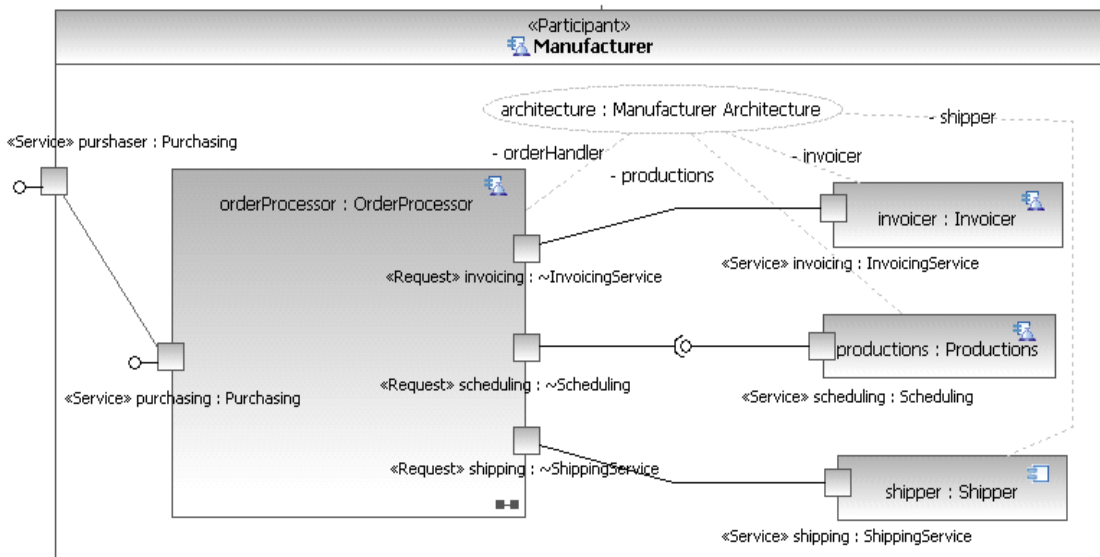 «Participant»
Manufacturer
architecture : Manufacturer Architecture
- shipper
«Service» purshaser : Purchasing
- orderHandler
- invoicer
- productions
orderProcessor : OrderProcessor
invoicer : Invoicer
«Request» invoicing : ~InvoicingService
«Service» invoicing : InvoicingService
productions : Productions
«Request» scheduling : ~Scheduling
«Service» scheduling : Scheduling
«Service» purchasing : Purchasing
«Request» shipping : ~ShippingService
shipper : Shipper
«Service» shipping : ShippingService